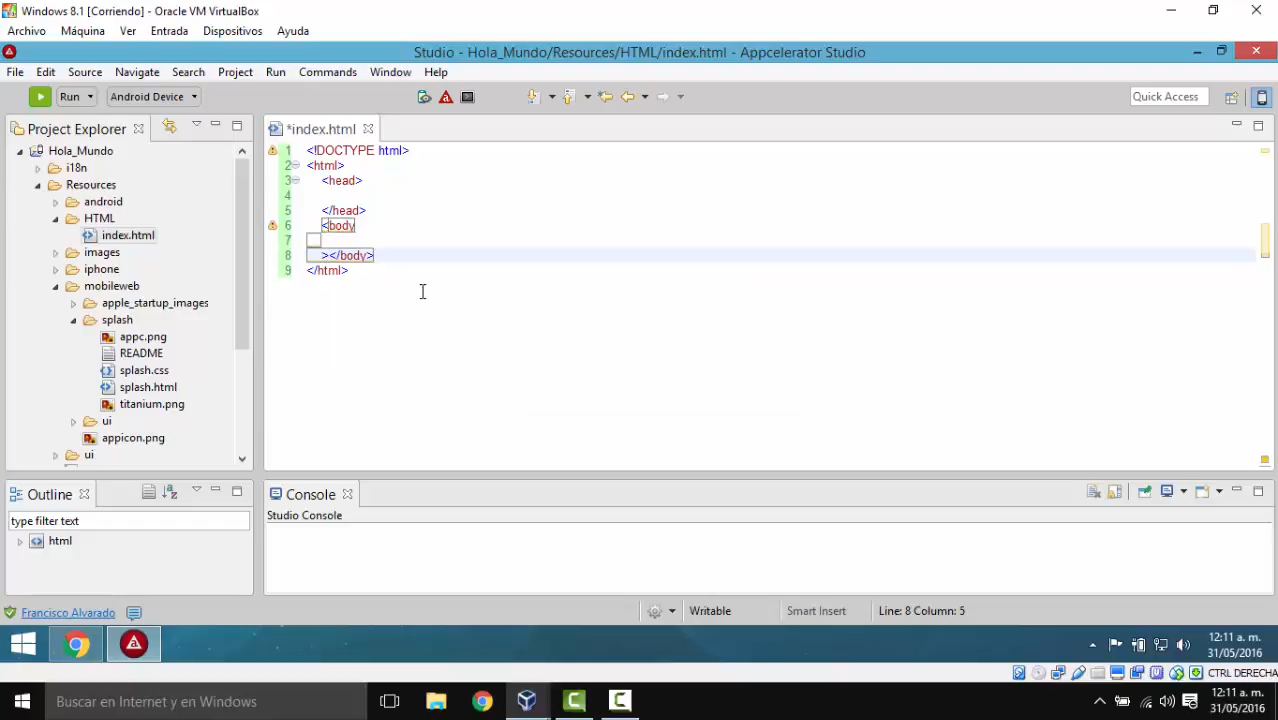 Windows 8.1 [Corriendo] - Oracle VM VirtualBox
Archivo Máquina Ver Entrada Dispositivos Ayuda
Studio - Hola_Mundo/Resources/HTML/index.html - Appcelerator Studio
File Edit Source Navigate Search Project Run Commands Window Help
Run Android Device Quick Access
Project Explorer
Hola_Mundo
i18n
Resources
android
HTML
index.html
images
iphone
mobileweb
apple_startup_images
splash
appc.png
README
splash.css
splash.html
titanium.png
ui
appicon.png
ui
*index.html
1 <!DOCTYPE html>
2 <html>
3 <head>
4
5 </head>
6 <body
7
8 ></body>
9 </html>
Outline
type filter text
html
Console
Studio Console
Francisco Alvarado
Writable Smart Insert Line: 8 Column: 5
12:11 a. m.
31/05/2016
CTRL DERECHA
Buscar en Internet y en Windows
12:11 a. m.
31/05/2016